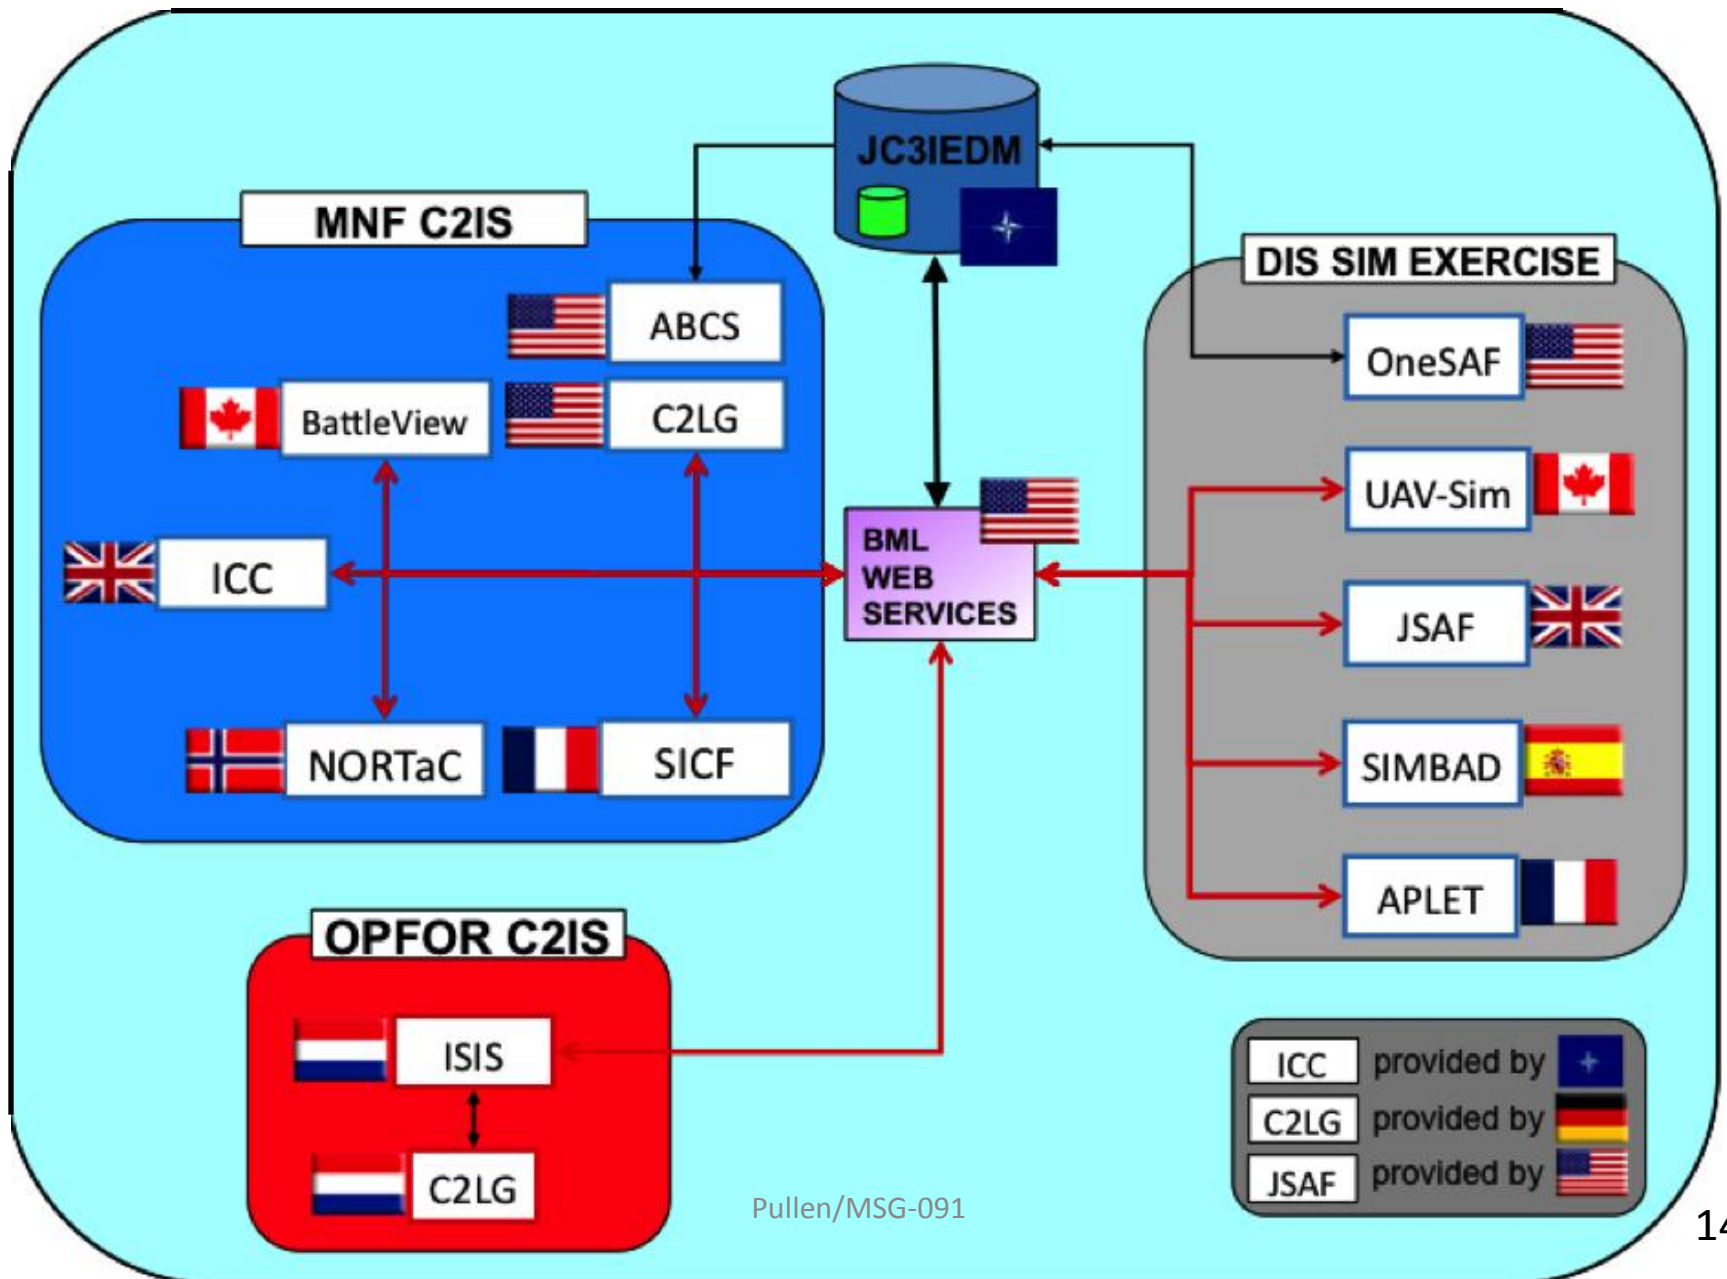 JC3IEDM
MNF C2IS
ABCS
BattleView
C2LG
ICC
NORTaC
SICF
BML
WEB
SERVICES
DIS SIM EXERCISE
OneSAF
UAV-Sim
JSAF
SIMBAD
APLET
OPFOR C2IS
ISIS
C2LG
ICC provided by
C2LG provided by
JSAF provided by
Pullen/MSG-091
14